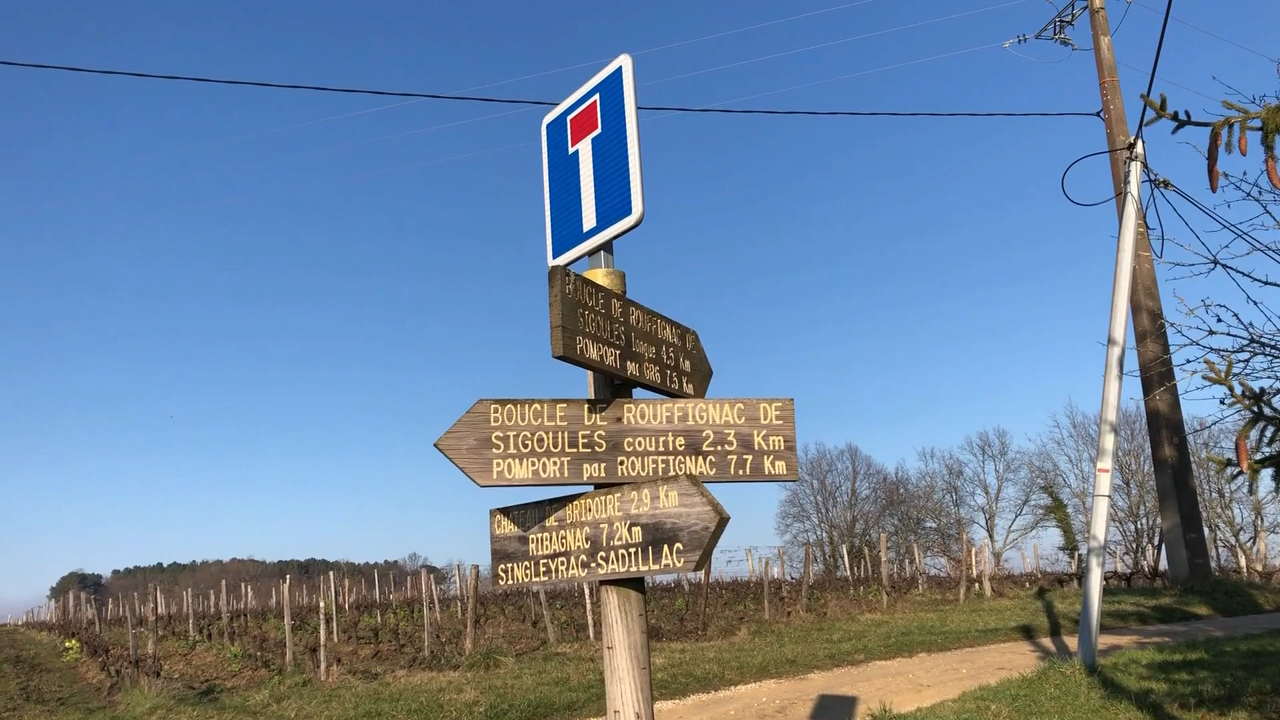 BOUCLE DE ROUFFIGNAC DE
SIGOULES longue 4.5 Km
POMPORT par GR6 7.5 Km
BOUCLE DE ROUFFIGNAC DE
SIGOULES courte 2.3 Km
POMPORT par ROUFFIGNAC 7.7 Km
CHATEAU DE BRIDOIRE 2.9 Km
RIBAGNAC 7.2Km
SINGLEYRAC-SADILLAC